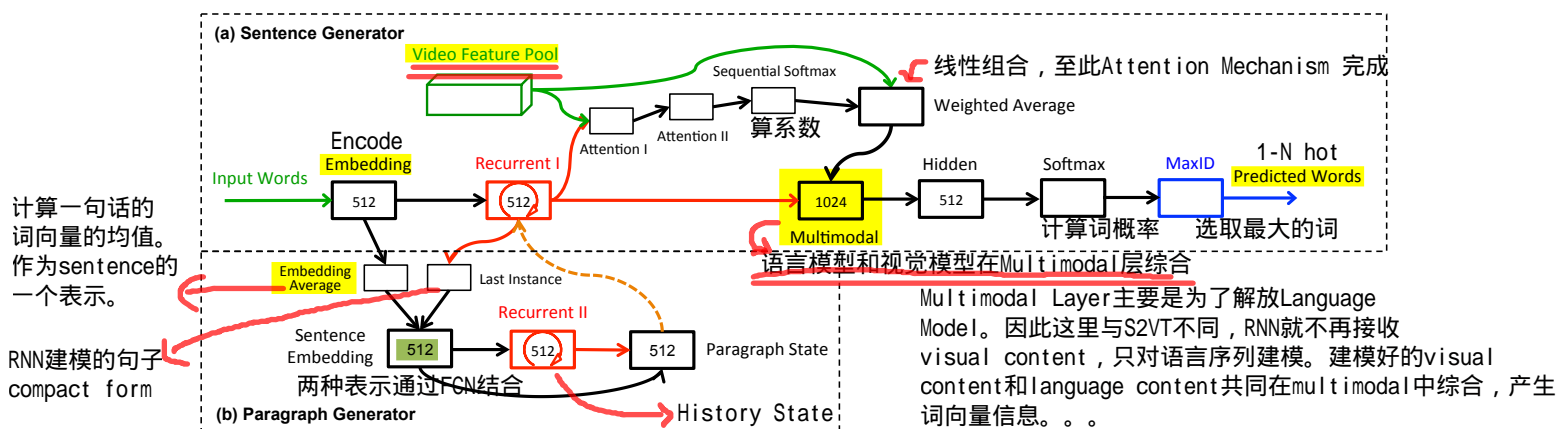 (a) Sentence Generator
Video Feature Pool
Sequential Softmax
线性组合，至此Attention Mechanism 完成
Weighted Average
Attention I
Attention II
算系数
Encode
Embedding
Recurrent I
Input Words
512
512
1024
Multimodal
Hidden
512
Softmax
MaxID
1-N hot
Predicted Words
计算词概率
选取最大的词
计算一句话的
词向量的均值。
作为sentence的
一个表示。
Embedding
Average
Last Instance
语言模型和视觉模型在Multimodal层综合
Recurrent II
Sentence
Embedding
512
512
512
Paragraph State
RNN建模的句子
compact form
两种表示通过FCN结合
(b) Paragraph Generator
History State
Multimodal Layer主要是为了解放Language
Model。因此这里与S2VT不同，RNN就不再接收
visual content，只对语言序列建模。建模好的visual
content和language content共同在multimodal中综合，产生
词向量信息。。。